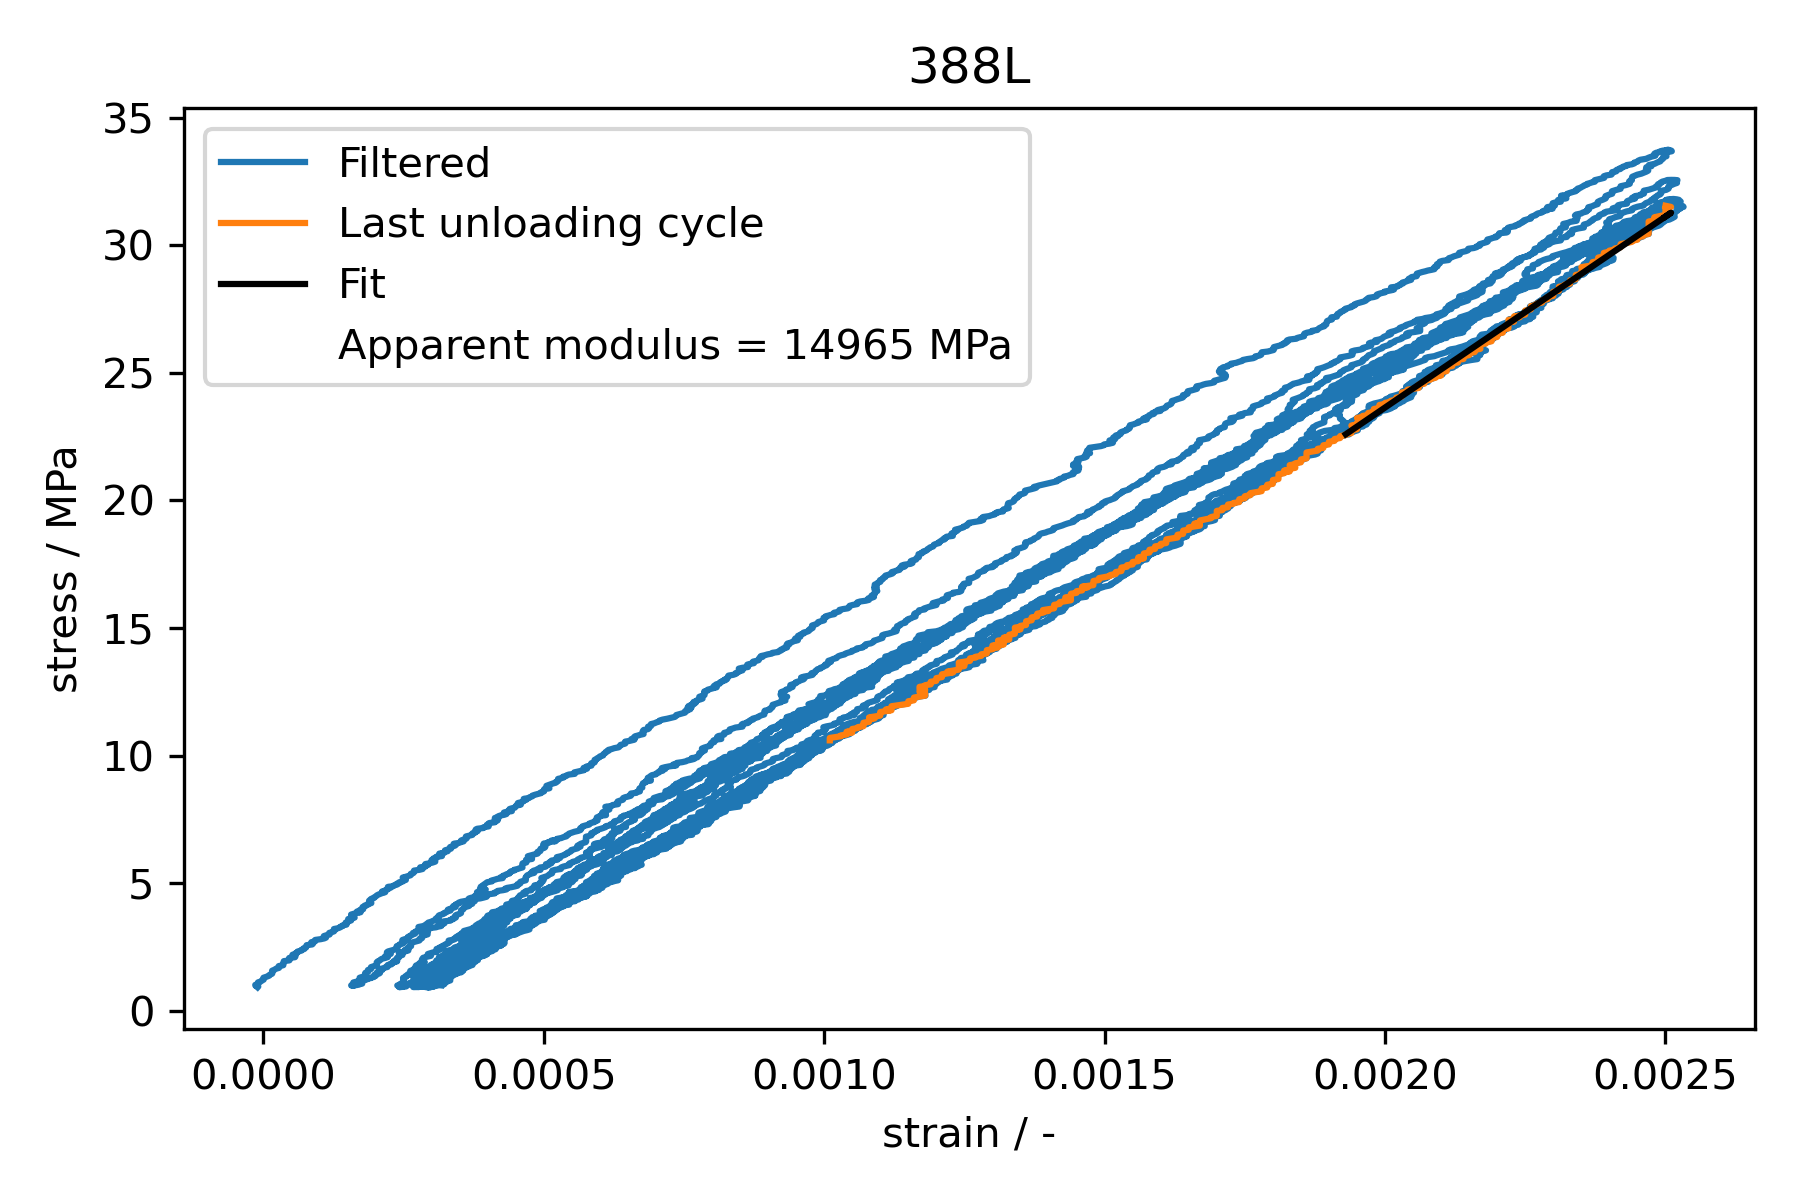 388L
35
30
25
20
15
10
5
0
stress / MPa
Filtered
Last unloading cycle
Fit
Apparent modulus = 14965 MPa
0.0000 0.0005 0.0010 0.0015 0.0020 0.0025
strain / -